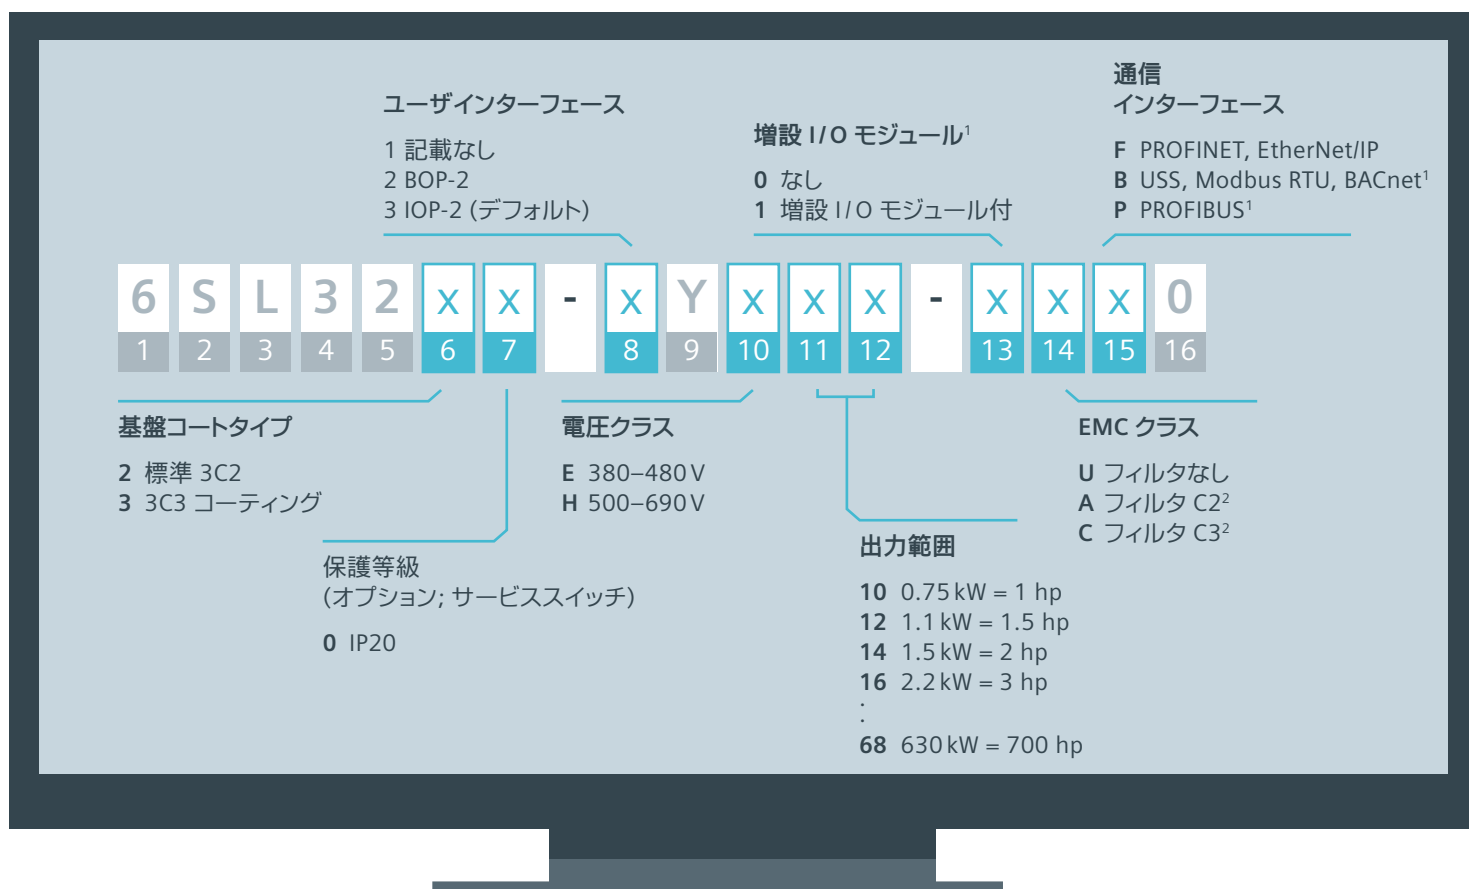 ユーザインターフェース
1 記載なし
2 BOP-2
3 IOP-2 (デフォルト)
増設 I/O モジュール¹
0 なし
1 増設 I/O モジュール付
通信
インターフェース
F PROFINET, EtherNet/IP
B USS, Modbus RTU, BACnet¹
P PROFIBUS¹
6 S L 3 2 x x - x Y x x x - x x x 0
1 2 3 4 5 6 7 8 9 10 11 12 13 14 15 16
基盤コートタイプ
2 標準 3C2
3 3C3 コーティング
保護等級
(オプション; サービススイッチ)
0 IP20
電圧クラス
E 380–480 V
H 500–690 V
出力範囲
10 0.75 kW = 1 hp
12 1.1 kW = 1.5 hp
14 1.5 kW = 2 hp
16 2.2 kW = 3 hp
.
.
68 630 kW = 700 hp
EMC クラス
U フィルタなし
A フィルタ C2²
C フィルタ C3²